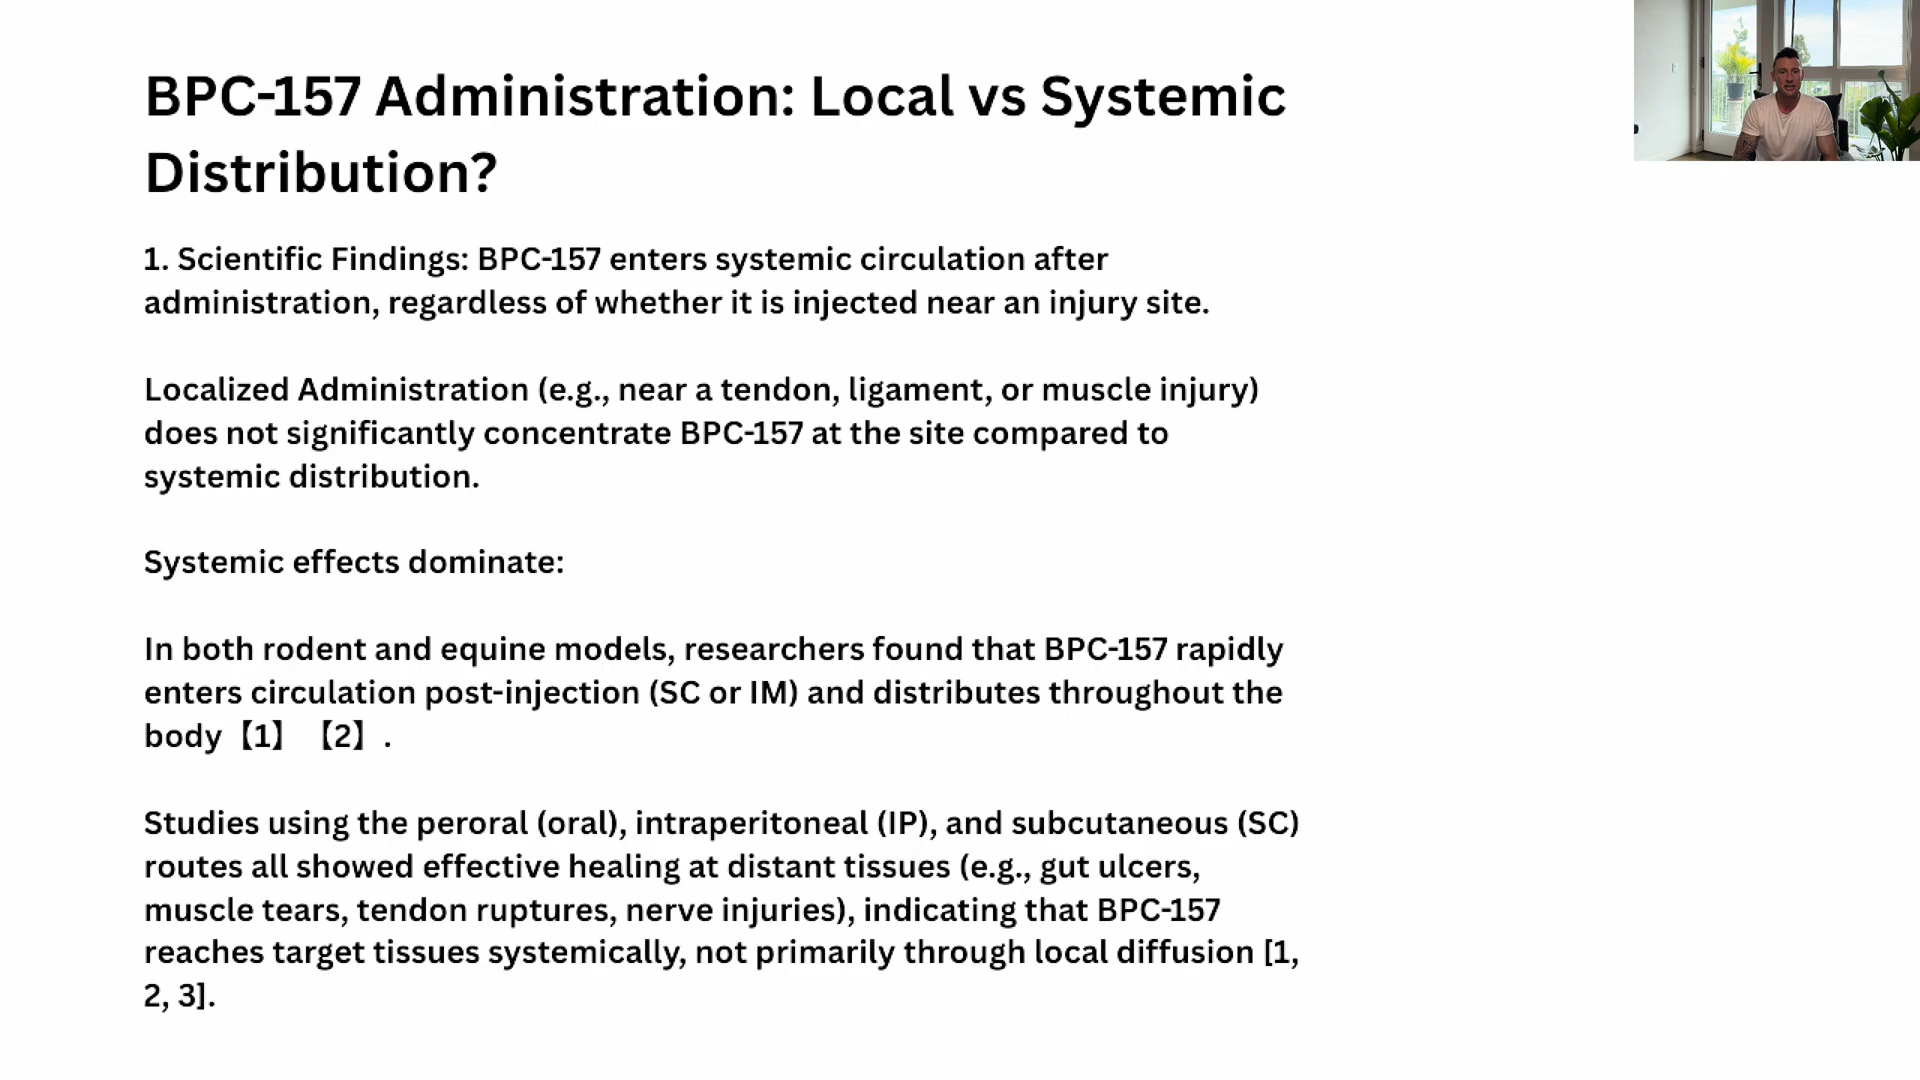 BPC-157 Administration: Local vs Systemic
Distribution?
1. Scientific Findings: BPC-157 enters systemic circulation after
administration, regardless of whether it is injected near an injury site.
Localized Administration (e.g., near a tendon, ligament, or muscle injury)
does not significantly concentrate BPC-157 at the site compared to
systemic distribution.
Systemic effects dominate:
In both rodent and equine models, researchers found that BPC-157 rapidly
enters circulation post-injection (SC or IM) and distributes throughout the
body【1】【2】.
Studies using the peroral (oral), intraperitoneal (IP), and subcutaneous (SC)
routes all showed effective healing at distant tissues (e.g., gut ulcers,
muscle tears, tendon ruptures, nerve injuries), indicating that BPC-157
reaches target tissues systemically, not primarily through local diffusion [1,
2, 3].